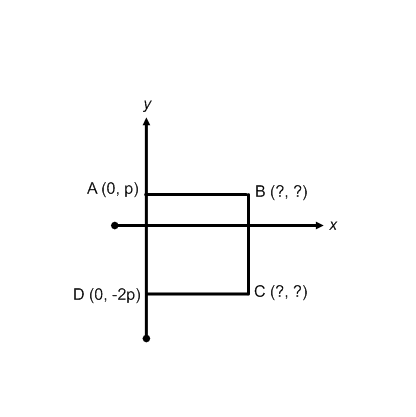 y
A (0, p)
B (?, ?)
x
D (0, -2p)
C (?, ?)